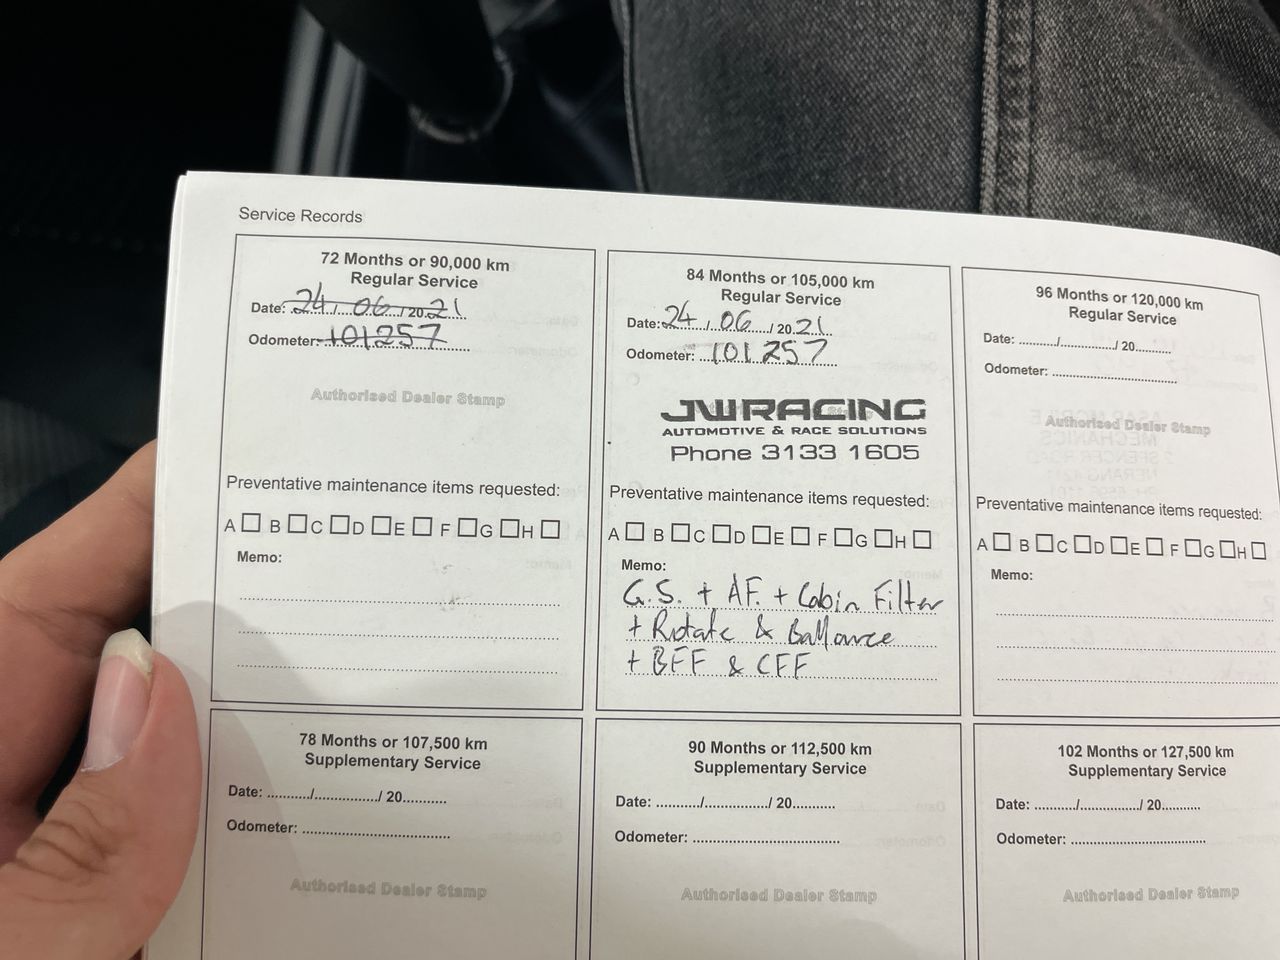 Service Records
72 Months or 90,000 km
Regular Service
Date: 24 / 06 / 20 21
Odometer: 101257
Authorised Dealer Stamp
Preventative maintenance items requested:
A B C D E F G H
Memo:
84 Months or 105,000 km
Regular Service
Date: 24 / 06 / 20 21
Odometer: 101257
JWRACING
AUTOMOTIVE & RACE SOLUTIONS
Phone 3133 1605
Preventative maintenance items requested:
A B C D E F G H
Memo:
G.S. + AF. + Cabin Filter
+ Rotate & Ballance
+ BFF & CFF
96 Months or 120,000 km
Regular Service
Date: ........../............../ 20..........
Odometer: ................................
Authorised Dealer Stamp
Preventative maintenance items requested:
A B C D E F G H
Memo:
78 Months or 107,500 km
Supplementary Service
Date: ........../................/ 20..........
Odometer: ..................................
Authorised Dealer Stamp
90 Months or 112,500 km
Supplementary Service
Date: ........../................/ 20..........
Odometer: ..................................
Authorised Dealer Stamp
102 Months or 127,500 km
Supplementary Service
Date: ........../................/ 20..........
Odometer: ..................................
Authorised Dealer Stamp